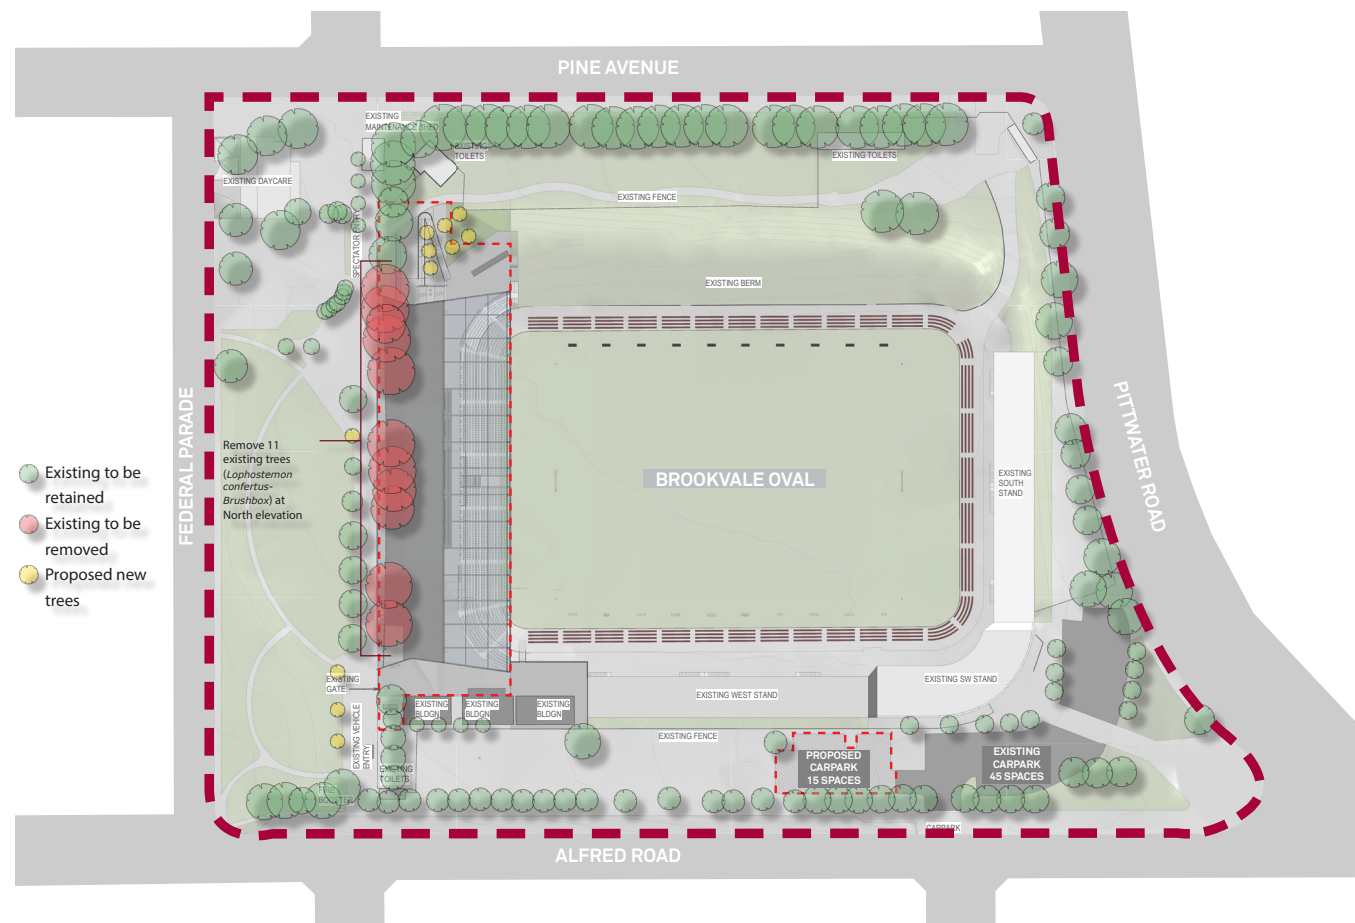 PINE AVENUE
EXISTING
MAINTENANCE SHED
EXISTING
TOILETS
EXISTING TOILETS
EXISTING DAYCARE
EXISTING FENCE
SPECTATOR ENTRY
EXISTING BERM
FEDERAL PARADE
PITTWATER ROAD
Remove 11
existing trees
(Lophostemon
confertus-
Brushbox) at
North elevation
Existing to be
retained
Existing to be
removed
Proposed new
trees
BROOKVALE OVAL
EXISTING
SOUTH
STAND
EXISTING
GATE
EXISTING
BLDGN
EXISTING
BLDGN
EXISTING
BLDGN
EXISTING WEST STAND
EXISTING SW STAND
EXISTING VEHICLE
ENTRY
EXISTING FENCE
EXISTING
TOILETS
PROPOSED
CARPARK
15 SPACES
EXISTING
CARPARK
45 SPACES
CARPARK
ALFRED ROAD